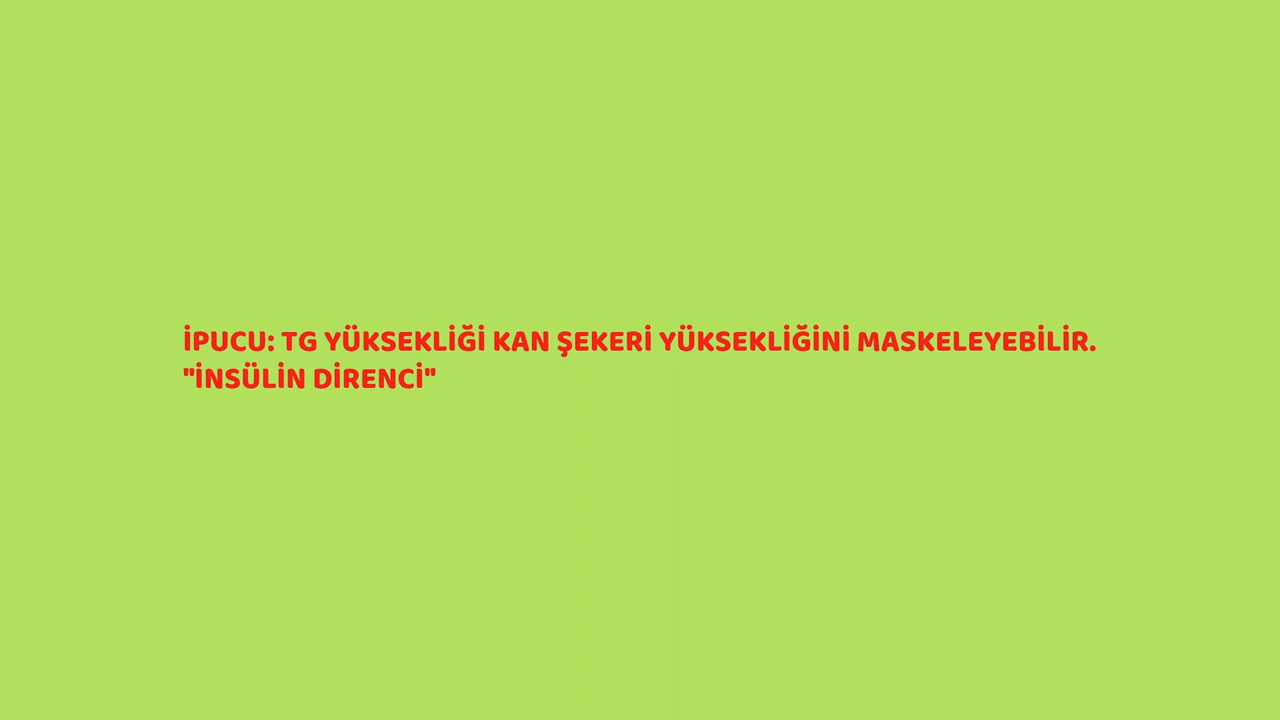 İPUCU: TG YÜKSEKLİĞİ KAN ŞEKERİ YÜKSEKLİĞİNİ MASKELEYEBİLİR.
"İNSÜLİN DİRENCİ"